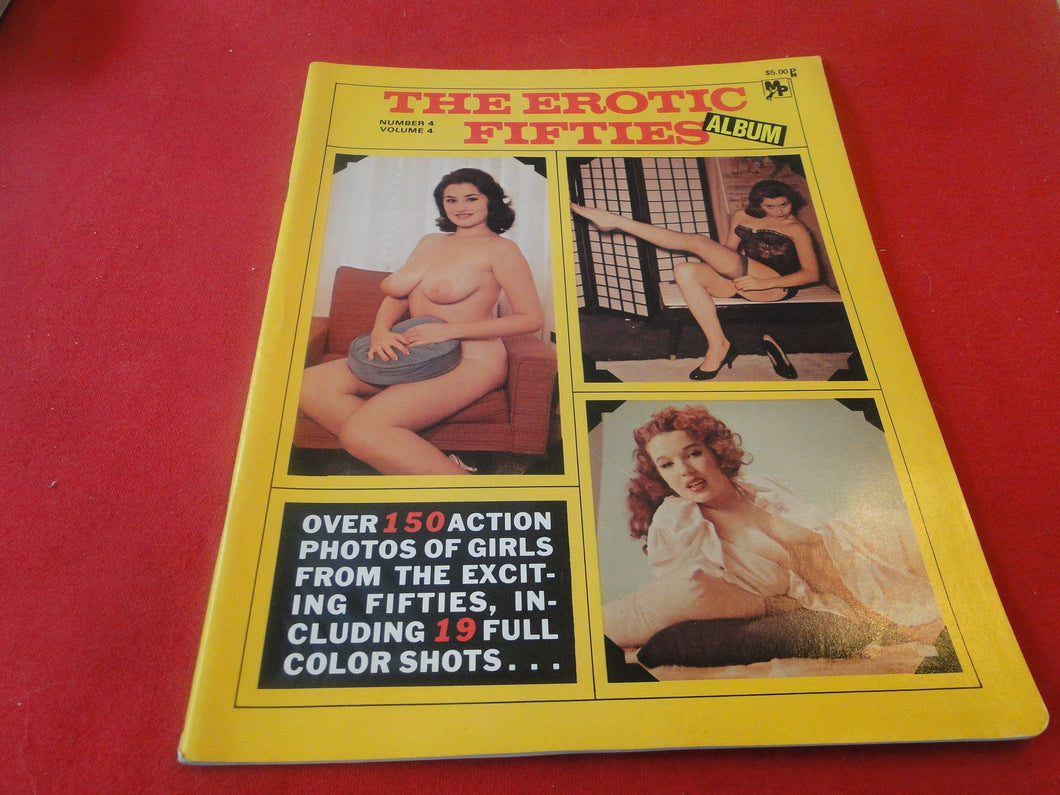 $5.00
MP
THE EROTIC
NUMBER 4
VOLUME 4
FIFTIES
ALBUM
OVER 150 ACTION
PHOTOS OF GIRLS
FROM THE EXCIT-
ING FIFTIES, IN-
CLUDING 19 FULL
COLOR SHOTS...